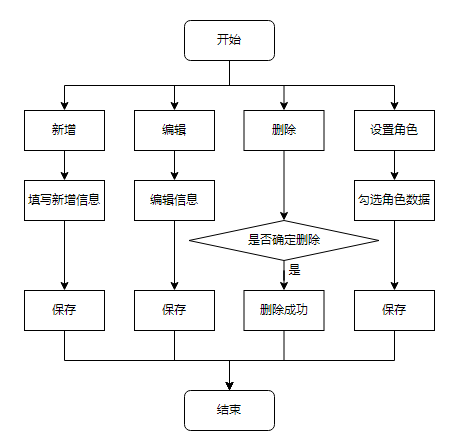 开始
新增
编辑
删除
设置角色
填写新增信息
编辑信息
勾选角色数据
是否确定删除
是
保存
保存
删除成功
保存
结束